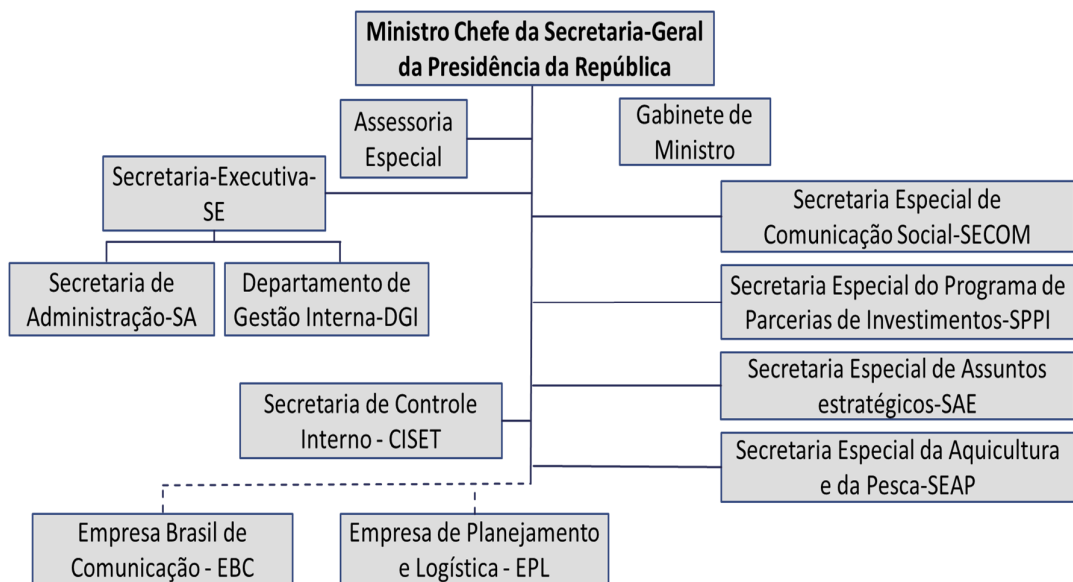 Ministro Chefe da Secretaria-Geral
da Presidência da República
Assessoria
Especial
Gabinete de
Ministro
Secretaria-Executiva-
SE
Secretaria de
Administração-SA
Departamento de
Gestão Interna-DGI
Secretaria Especial de
Comunicação Social-SECOM
Secretaria Especial do Programa de
Parcerias de Investimentos-SPPI
Secretaria Especial de Assuntos
estratégicos-SAE
Secretaria de Controle
Interno - CISET
Secretaria Especial da Aquicultura
e da Pesca-SEAP
Empresa Brasil de
Comunicação - EBC
Empresa de Planejamento
e Logística - EPL